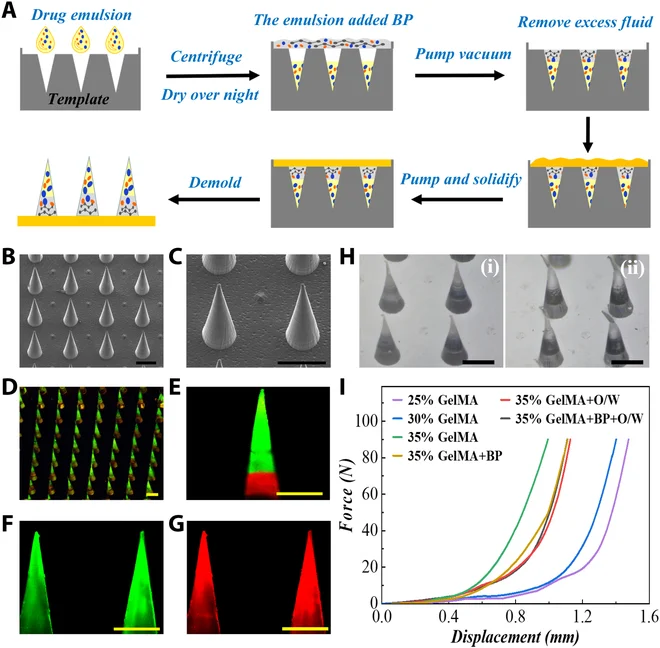 A
Drug emulsion
The emulsion added BP
Remove excess fluid
Centrifuge
Pump vacuum
Dry over night
Template
Demold
Pump and solidify
B
C
H
(i)
(ii)
D
E
I
25% GelMA
35% GelMA+O/W
30% GelMA
35% GelMA+BP+O/W
35% GelMA
35% GelMA+BP
F
G
Force (N)
100
80
60
40
20
0
0.0
0.4
0.8
1.2
1.6
Displacement (mm)